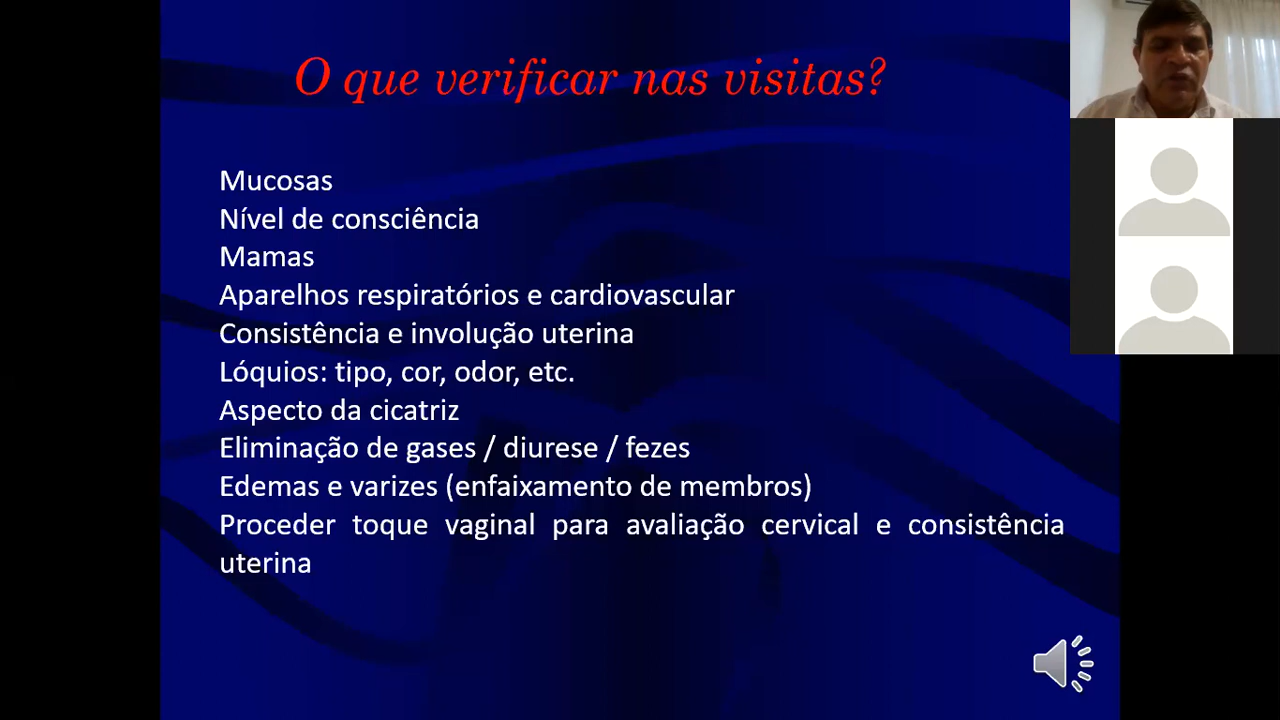 O que verificar nas visitas?
Mucosas
Nível de consciência
Mamas
Aparelhos respiratórios e cardiovascular
Consistência e involução uterina
Lóquios: tipo, cor, odor, etc.
Aspecto da cicatriz
Eliminação de gases / diurese / fezes
Edemas e varizes (enfaixamento de membros)
Proceder toque vaginal para avaliação cervical e consistência
uterina